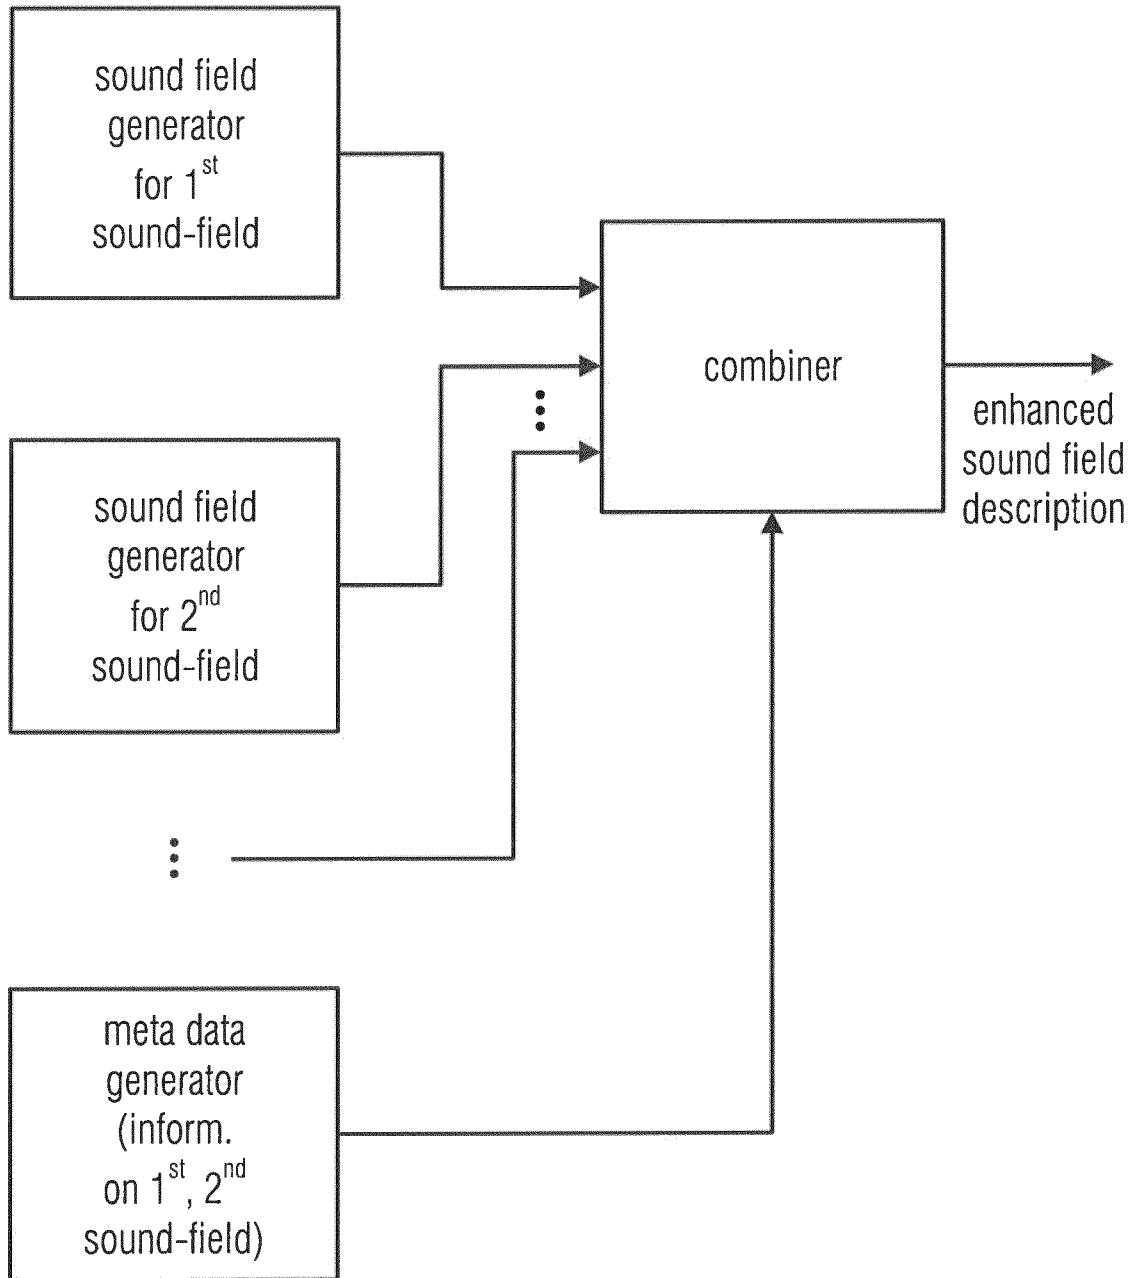 sound field
generator
for 1st
sound-field
combiner
enhanced
sound field
description
sound field
generator
for 2nd
sound-field
meta data
generator
(inform.
on 1st, 2nd
sound-field)